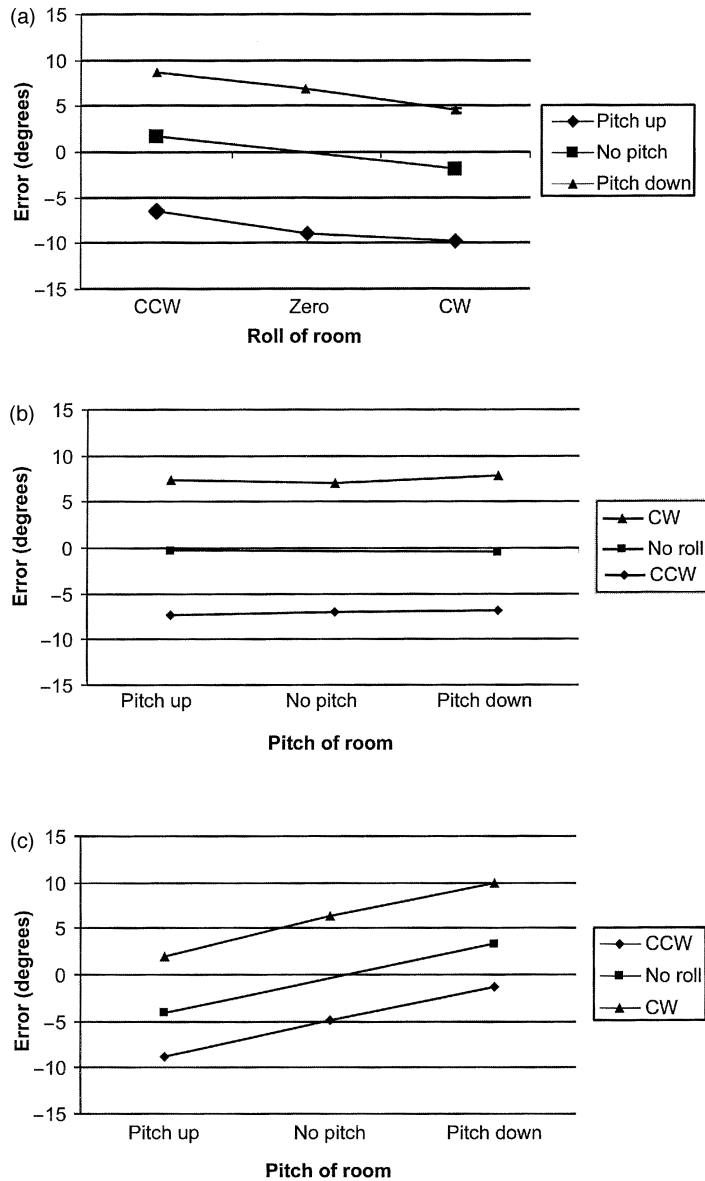 (a)
15
10
5
0
−5
−10
−15
Error (degrees)
CCW
Zero
CW
Roll of room
Pitch up
No pitch
Pitch down
(b)
15
10
5
0
−5
−10
−15
Error (degrees)
Pitch up
No pitch
Pitch down
Pitch of room
CW
No roll
CCW
(c)
15
10
5
0
−5
−10
−15
Error (degrees)
Pitch up
No pitch
Pitch down
Pitch of room
CCW
No roll
CW